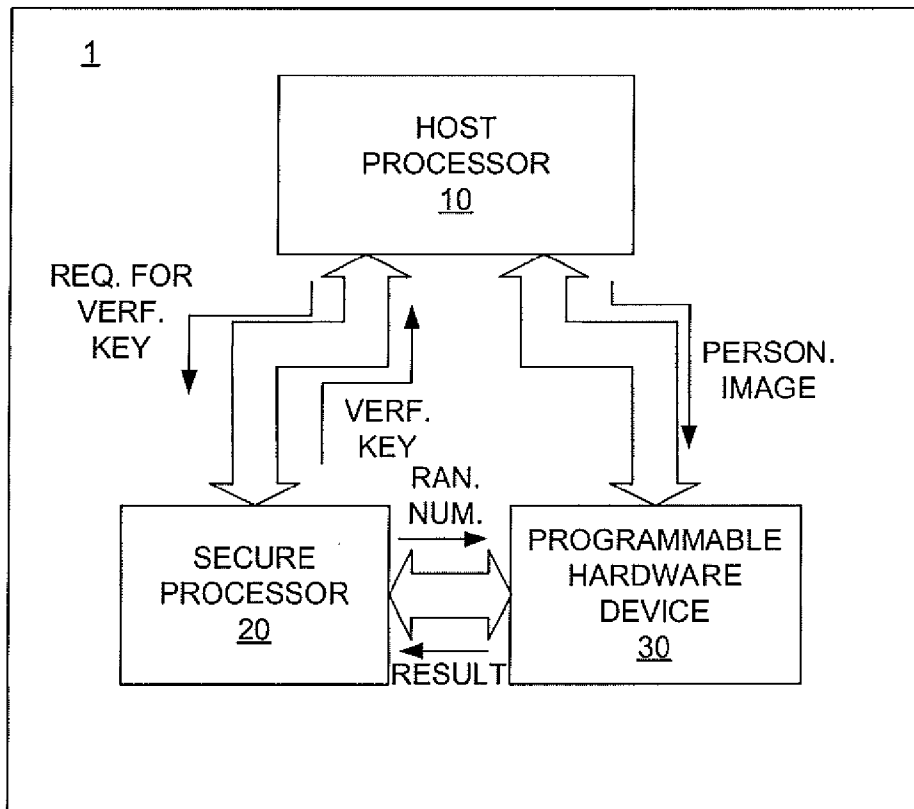 1
HOST
PROCESSOR
10
REQ. FOR
VERF.
KEY
VERF.
KEY
PERSON.
IMAGE
RAN.
NUM.
SECURE
PROCESSOR
20
PROGRAMMABLE
HARDWARE
DEVICE
30
RESULT